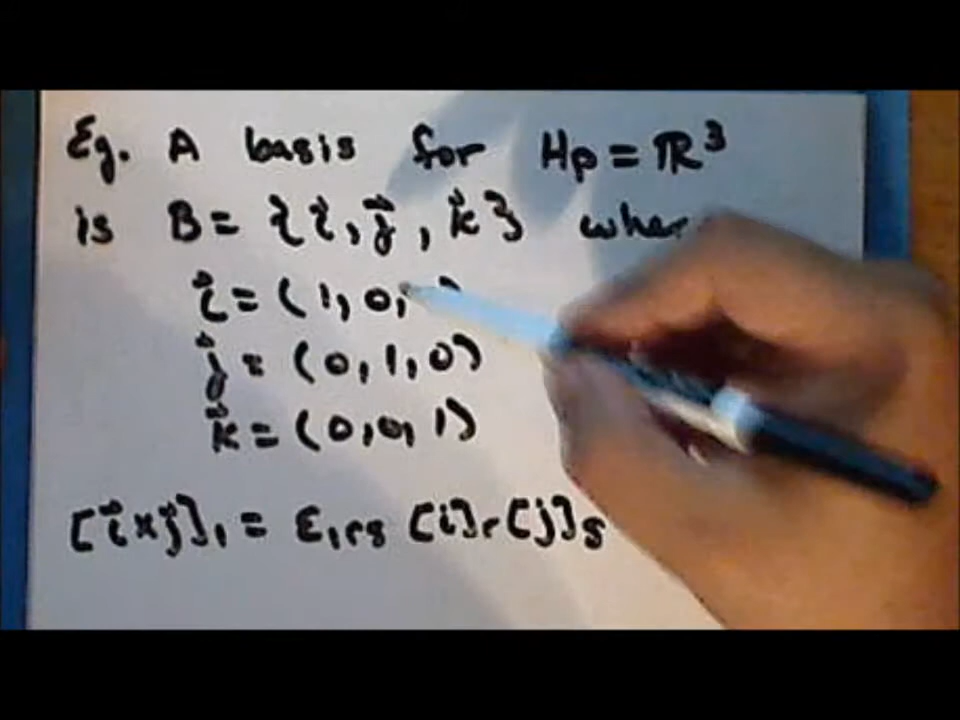 Eg. A basis for Hp = ℝ³
is B = {i⃗, j⃗, k⃗}
i⃗ = (1, 0, )
j⃗ = (0, 1, 0)
k⃗ = (0, 0, 1)
[i⃗ × j⃗]₁ = ε₁rs [i]r [j]s